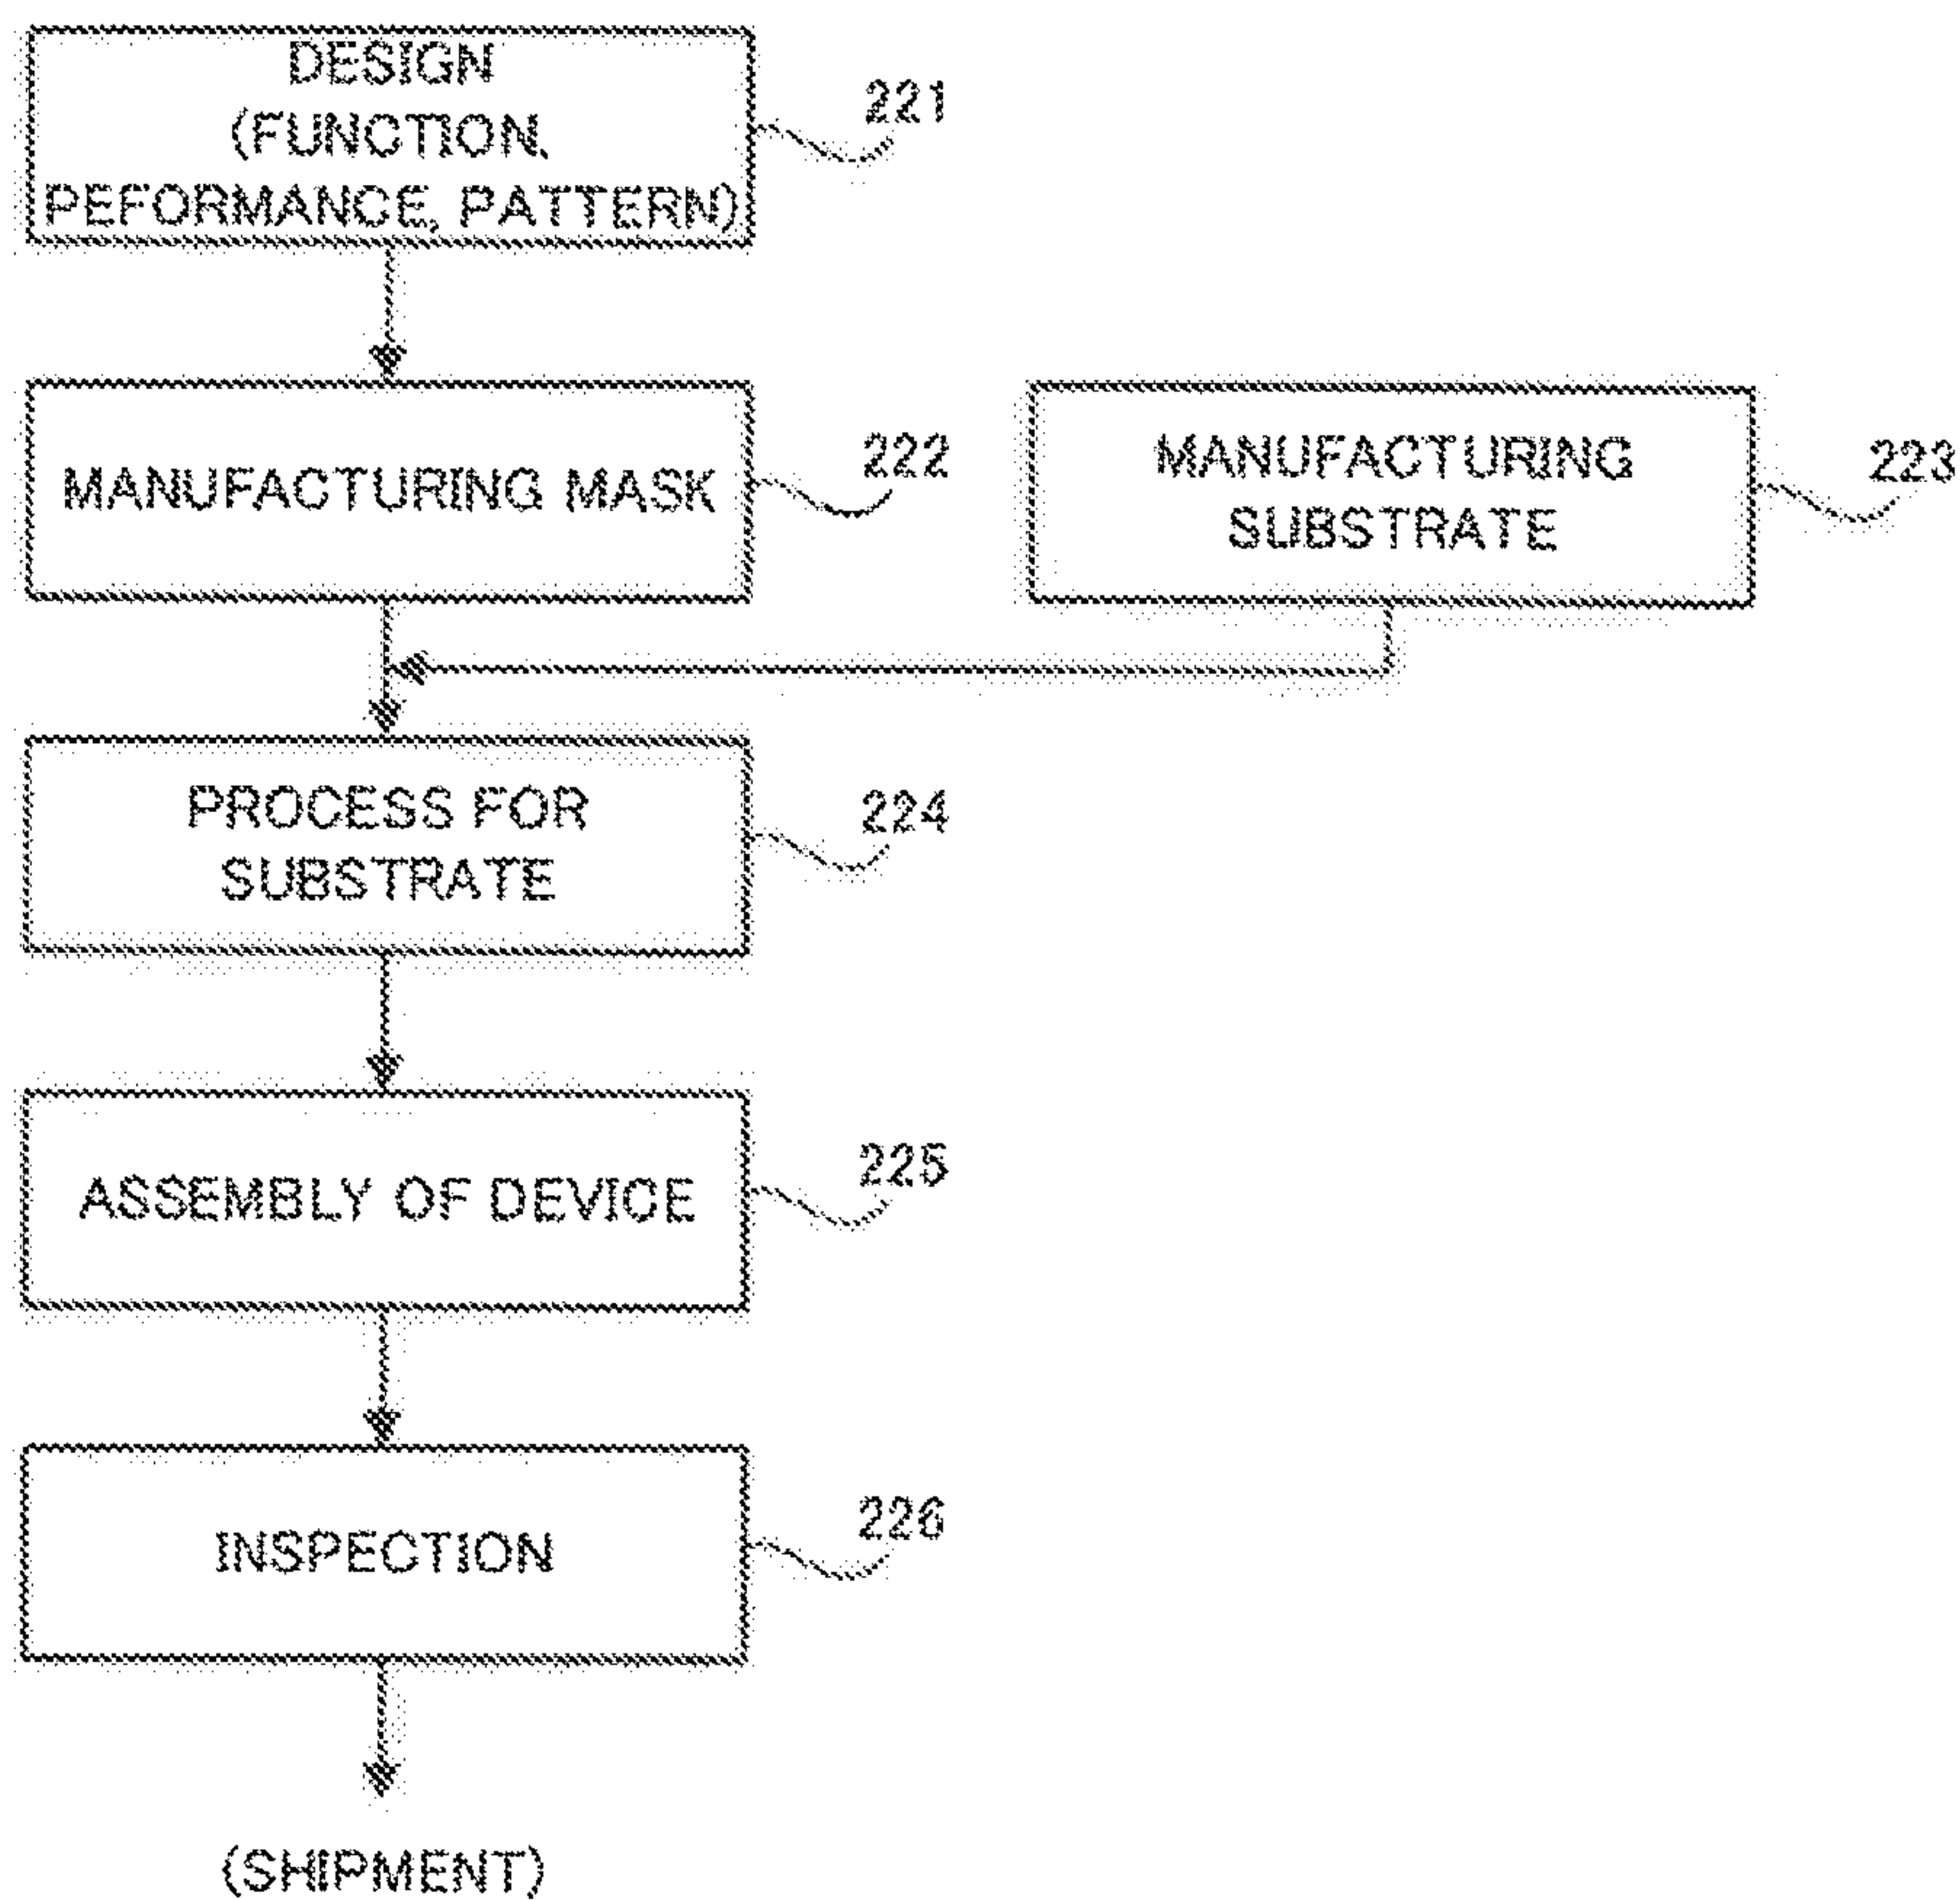 DESIGN
(FUNCTION,
PEFORMANCE, PATTERN)
221
MANUFACTURING MASK
222
MANUFACTURING
SUBSTRATE
223
PROCESS FOR
SUBSTRATE
224
ASSEMBLY OF DEVICE
225
INSPECTION
226
(SHIPMENT)